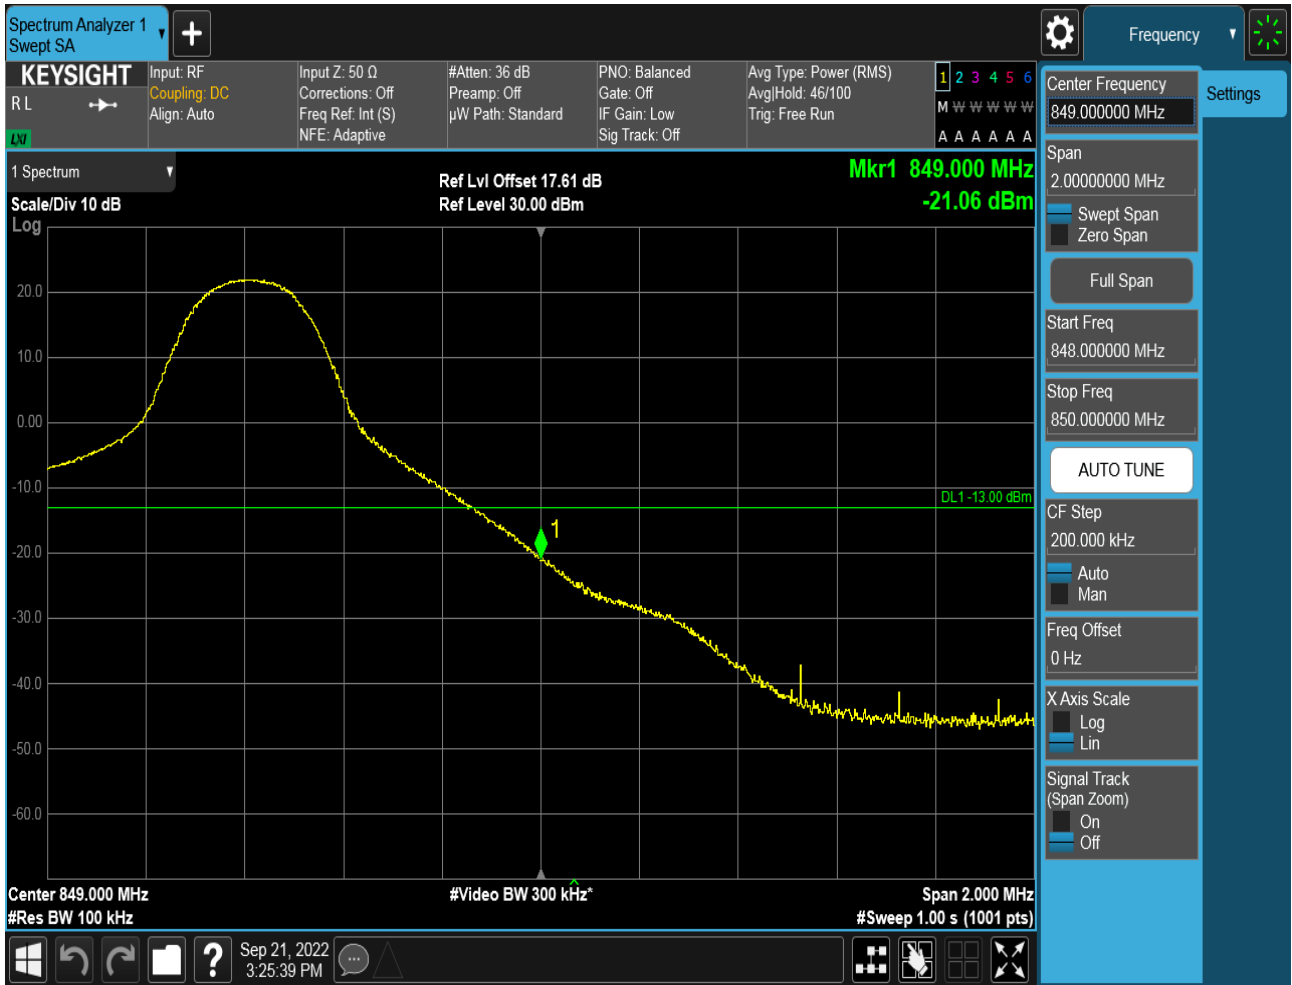 Spectrum Analyzer 1
Swept SA
Frequency
KEYSIGHT
R L
LXI
Input: RF
Coupling: DC
Align: Auto
Input Z: 50 Ω
Corrections: Off
Freq Ref: Int (S)
NFE: Adaptive
#Atten: 36 dB
Preamp: Off
µW Path: Standard
PNO: Balanced
Gate: Off
IF Gain: Low
Sig Track: Off
Avg Type: Power (RMS)
Avg|Hold: 46/100
Trig: Free Run
1 2 3 4 5 6
M W W W W W
A A A A A A
1 Spectrum
Scale/Div 10 dB
Log
Ref Lvl Offset 17.61 dB
Ref Level 30.00 dBm
Mkr1 849.000 MHz
-21.06 dBm
20.0
10.0
0.00
-10.0
-20.0
-30.0
-40.0
-50.0
-60.0
DL1 -13.00 dBm
1
Center 849.000 MHz
#Res BW 100 kHz
#Video BW 300 kHz*
Span 2.000 MHz
#Sweep 1.00 s (1001 pts)
Center Frequency
849.000000 MHz
Settings
Span
2.00000000 MHz
Swept Span
Zero Span
Full Span
Start Freq
848.000000 MHz
Stop Freq
850.000000 MHz
AUTO TUNE
CF Step
200.000 kHz
Auto
Man
Freq Offset
0 Hz
X Axis Scale
Log
Lin
Signal Track
(Span Zoom)
On
Off
?
Sep 21, 2022
3:25:39 PM